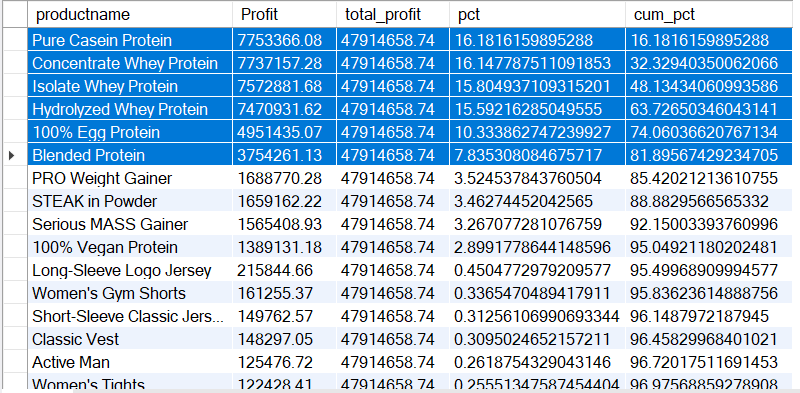 productname Profit total_profit pct cum_pct
Pure Casein Protein 7753366.08 47914658.74 16.1816159895288 16.1816159895288
Concentrate Whey Protein 7737157.28 47914658.74 16.147787511091853 32.32940350062066
Isolate Whey Protein 7572881.68 47914658.74 15.804937109315201 48.13434060993586
Hydrolyzed Whey Protein 7470931.62 47914658.74 15.59216285049555 63.72650346043141
100% Egg Protein 4951435.07 47914658.74 10.333862747239927 74.06036620767134
Blended Protein 3754261.13 47914658.74 7.835308084675717 81.89567429234705
PRO Weight Gainer 1688770.28 47914658.74 3.524537843760504 85.42021213610755
STEAK in Powder 1659162.22 47914658.74 3.46274452042565 88.8829566565332
Serious MASS Gainer 1565408.93 47914658.74 3.267077281076759 92.15003393760996
100% Vegan Protein 1389131.18 47914658.74 2.8991778644148596 95.04921180202481
Long-Sleeve Logo Jersey 215844.66 47914658.74 0.4504772979209577 95.49968909994577
Women's Gym Shorts 161255.37 47914658.74 0.3365470489417911 95.83623614888756
Short-Sleeve Classic Jers... 149762.57 47914658.74 0.31256106990693344 96.1487972187945
Classic Vest 148297.05 47914658.74 0.3095024652157211 96.45829968401021
Active Man 125476.72 47914658.74 0.2618754329043146 96.72017511691453
Women's Tights 122428.41 47914658.74 0.25551347587454404 96.97568859278908